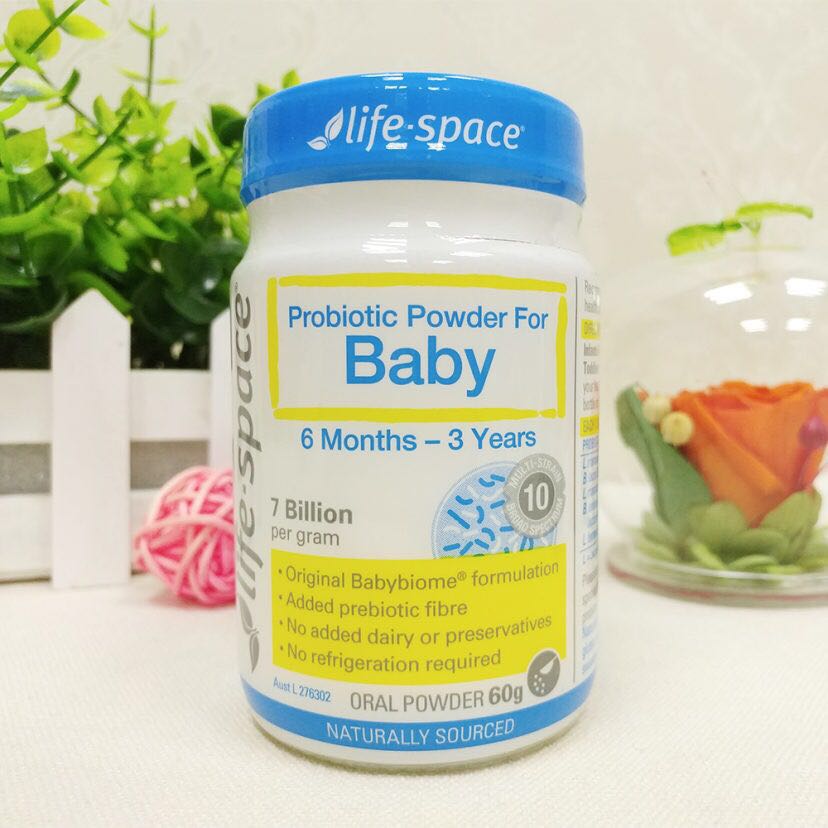 life-space®
life-space®
Probiotic Powder For
Baby
6 Months – 3 Years
MULTI-STRAIN
10
BROAD SPECTRUM
7 Billion
per gram
• Original Babybiome® formulation
• Added prebiotic fibre
• No added dairy or preservatives
• No refrigeration required
Aust L 276302
ORAL POWDER 60g
NATURALLY SOURCED